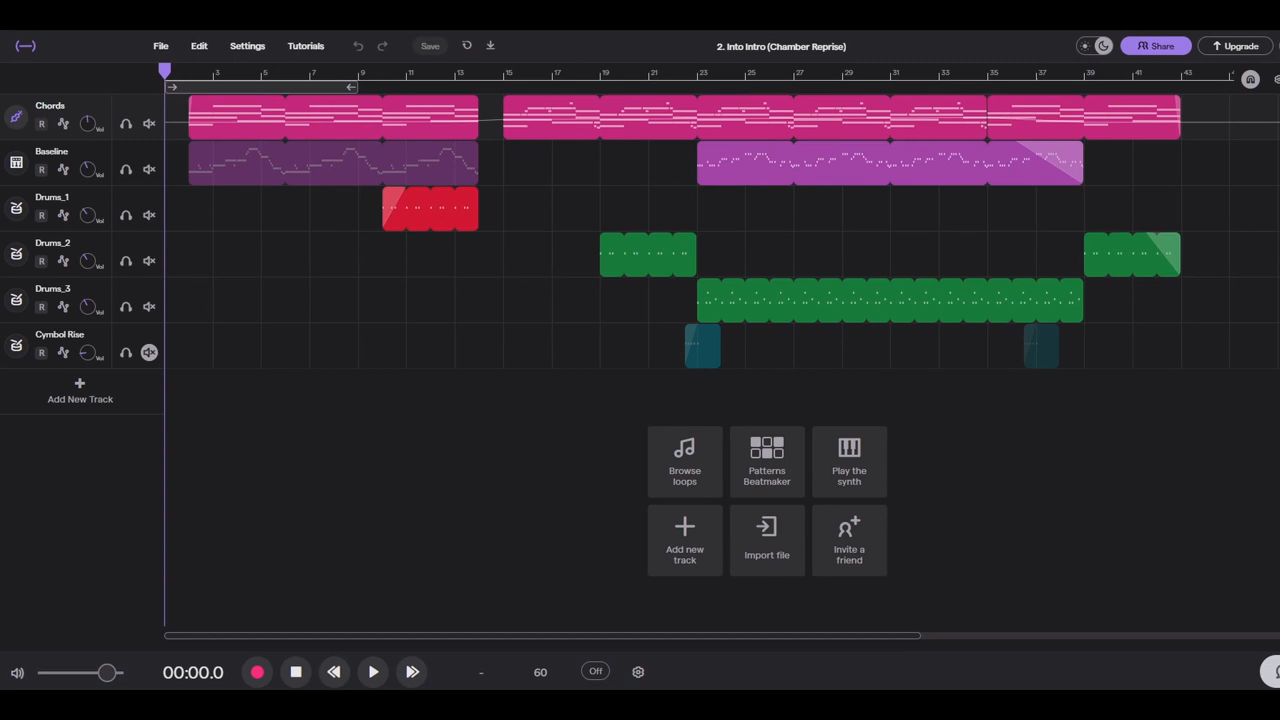 File Edit Settings Tutorials Save 2. Into Intro (Chamber Reprise) Share Upgrade
3 5 7 9 11 13 15 17 19 21 23 25 27 29 31 33 35 37 39 41 43
Chords
R Vol
Baseline
R Vol
Drums_1
R Vol
Drums_2
R Vol
Drums_3
R Vol
Cymbol Rise
R Vol
Add New Track
Browse
loops
Patterns
Beatmaker
Play the
synth
Add new
track
Import file
Invite a
friend
00:00.0 - 60 Off